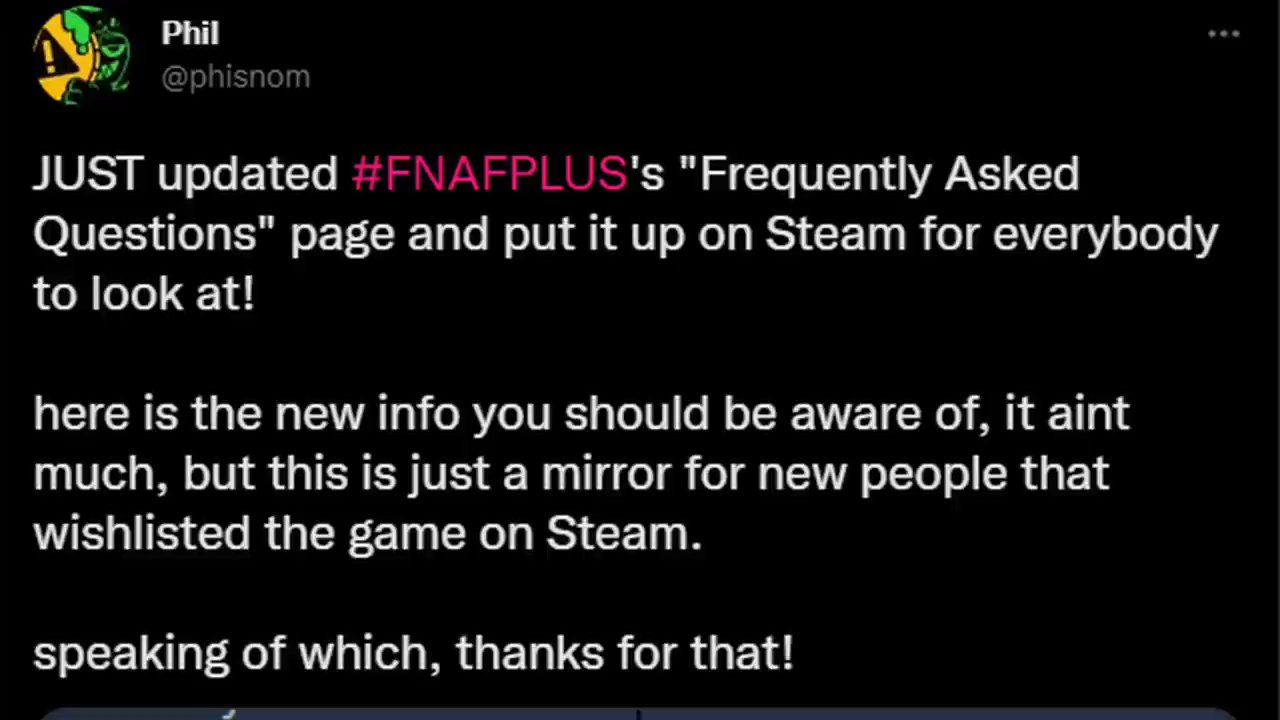 Phil
@phisnom
JUST updated #FNAFPLUS's "Frequently Asked
Questions" page and put it up on Steam for everybody
to look at!
here is the new info you should be aware of, it aint
much, but this is just a mirror for new people that
wishlisted the game on Steam.
speaking of which, thanks for that!